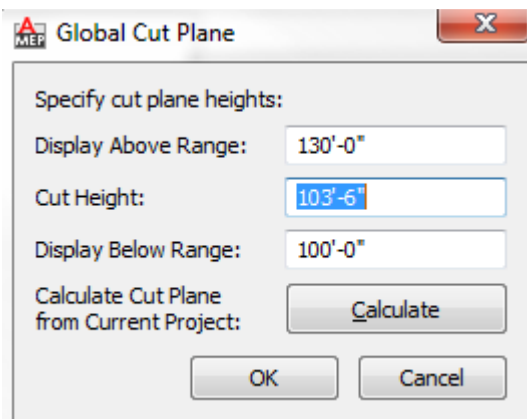 A MEP Global Cut Plane X
Specify cut plane heights:
Display Above Range: 130'-0"
Cut Height: 103'-6"
Display Below Range: 100'-0"
Calculate Cut Plane
from Current Project: Calculate
OK Cancel